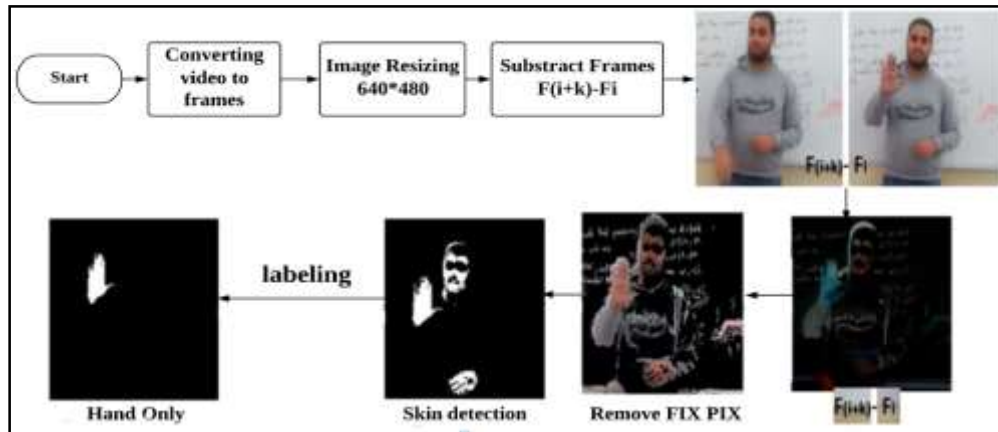 Start
Converting
video to
frames
Image Resizing
640*480
Substract Frames
F(i+k)-Fi
F(i+k)- Fi
labeling
Hand Only
Skin detection
Remove FIX PIX
F(i+k)- Fi